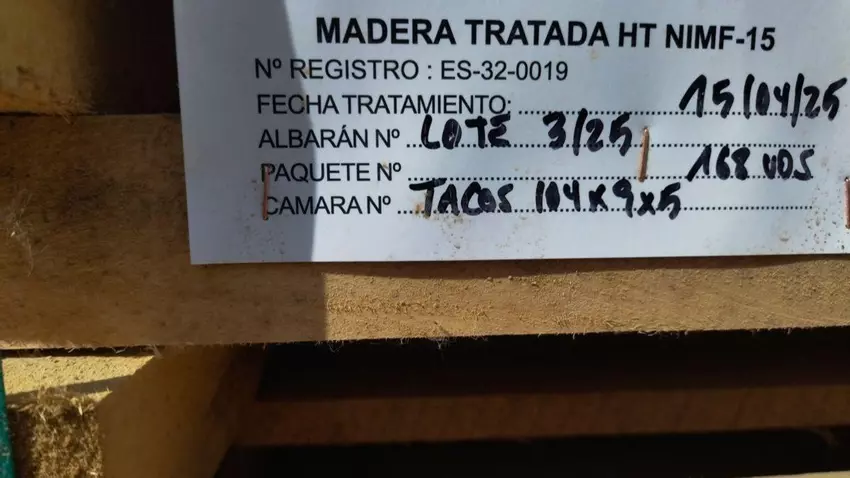 MADERA TRATADA HT NIMF-15
Nº REGISTRO : ES-32-0019
FECHA TRATAMIENTO: 15/04/25
ALBARÁN Nº LOTE 3/25
PAQUETE Nº 168 UDS
CAMARA Nº TACOS 104x9x5